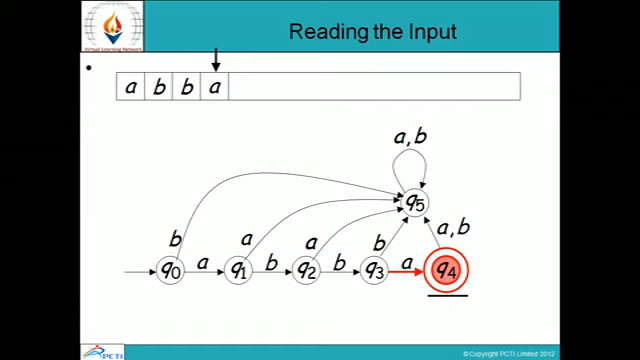 Reading the Input
Virtual Learning Network
•
a b b a
a,b
q5
b a a b a,b
q0 a q1 b q2 b q3 a q4
PCTI
© Copyright PCTI Limited 2012